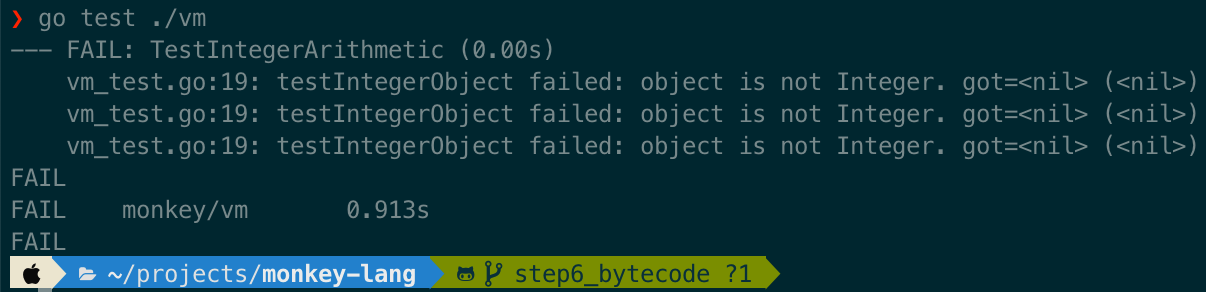 ❯ go test ./vm
--- FAIL: TestIntegerArithmetic (0.00s)
    vm_test.go:19: testIntegerObject failed: object is not Integer. got=<nil> (<nil>)
    vm_test.go:19: testIntegerObject failed: object is not Integer. got=<nil> (<nil>)
    vm_test.go:19: testIntegerObject failed: object is not Integer. got=<nil> (<nil>)
FAIL
FAIL    monkey/vm       0.913s
FAIL
~/projects/monkey-lang step6_bytecode ?1